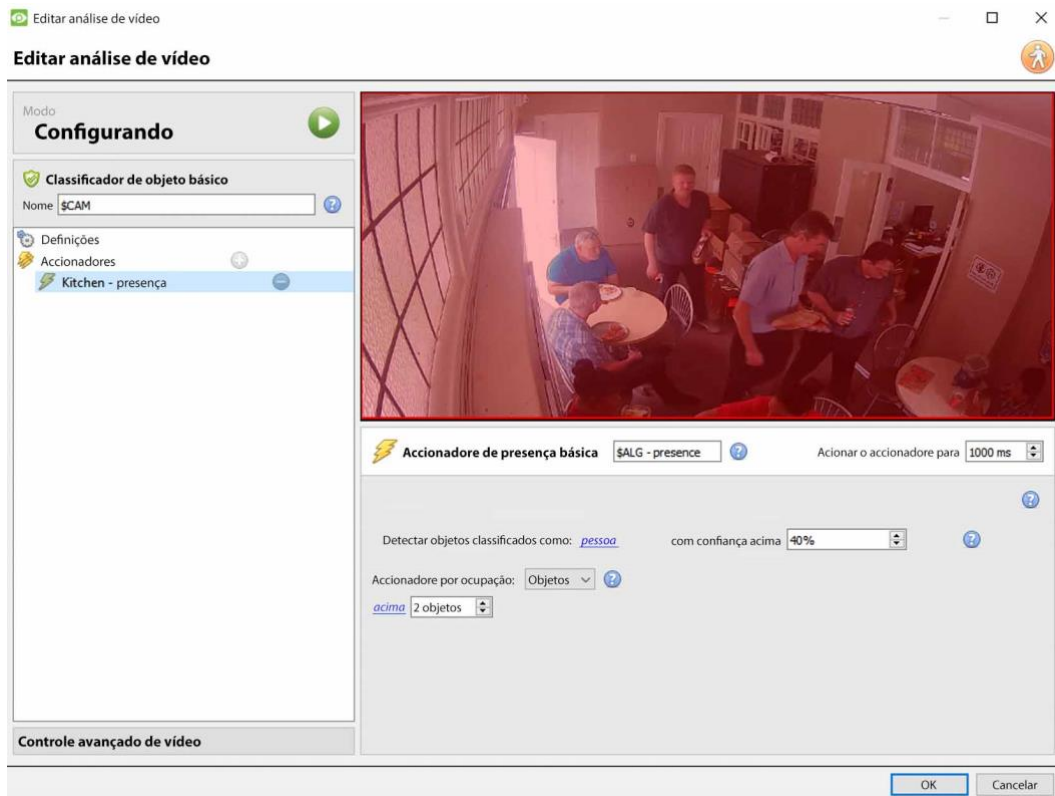 Editar análise de vídeo
Editar análise de vídeo
Modo
Configurando
Classificador de objeto básico
Nome $CAM
Definições
Accionadores
Kitchen - presença
Controle avançado de vídeo
Accionadore de presença básica $ALG - presence Acionar o accionadore para 1000 ms
Detectar objetos classificados como: pessoa com confiança acima 40%
Accionadore por ocupação: Objetos
acima 2 objetos
OK Cancelar